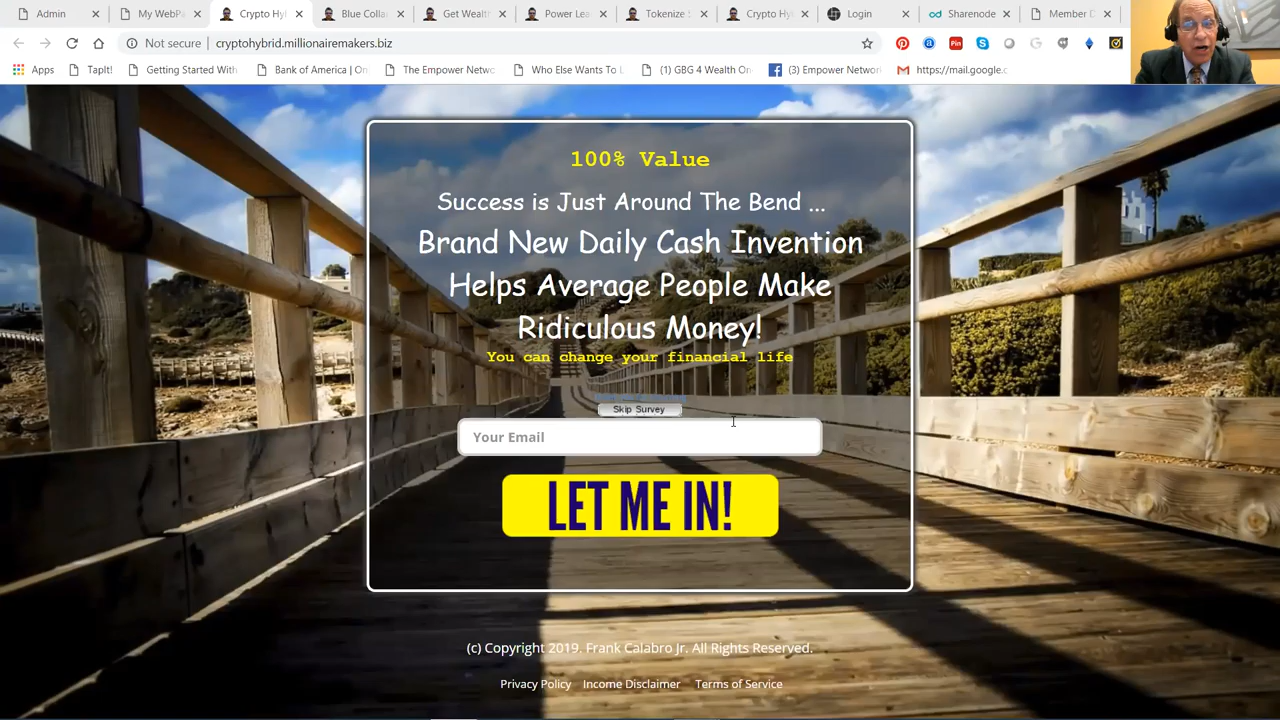 Admin
My WebPa
Crypto Hyl
Blue Colla
Get Wealth
Power Lea
Tokenize
Crypto Hy
Login
Sharenode
Member D
Not secure
cryptohybrid.millionairemakers.biz
Apps
TapIt!
Getting Started With
Bank of America | On
The Empower Netwo
Who Else Wants To L
(1) GBG 4 Wealth On
(3) Empower Networ
https://mail.google.c
100% Value
Success is Just Around The Bend ...
Brand New Daily Cash Invention
Helps Average People Make
Ridiculous Money!
You can change your financial life
Skip Survey
Your Email
LET ME IN!
(c) Copyright 2019. Frank Calabro Jr. All Rights Reserved.
Privacy Policy
Income Disclaimer
Terms of Service